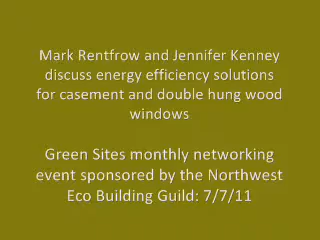 Mark Rentfrow and Jennifer Kenney
discuss energy efficiency solutions
for casement and double hung wood
windows
Green Sites monthly networking
event sponsored by the Northwest
Eco Building Guild: 7/7/11